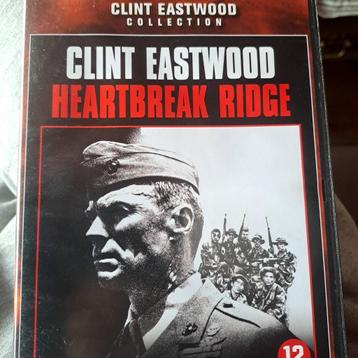 CLINT EASTWOOD
COLLECTION
CLINT EASTWOOD
HEARTBREAK RIDGE
12